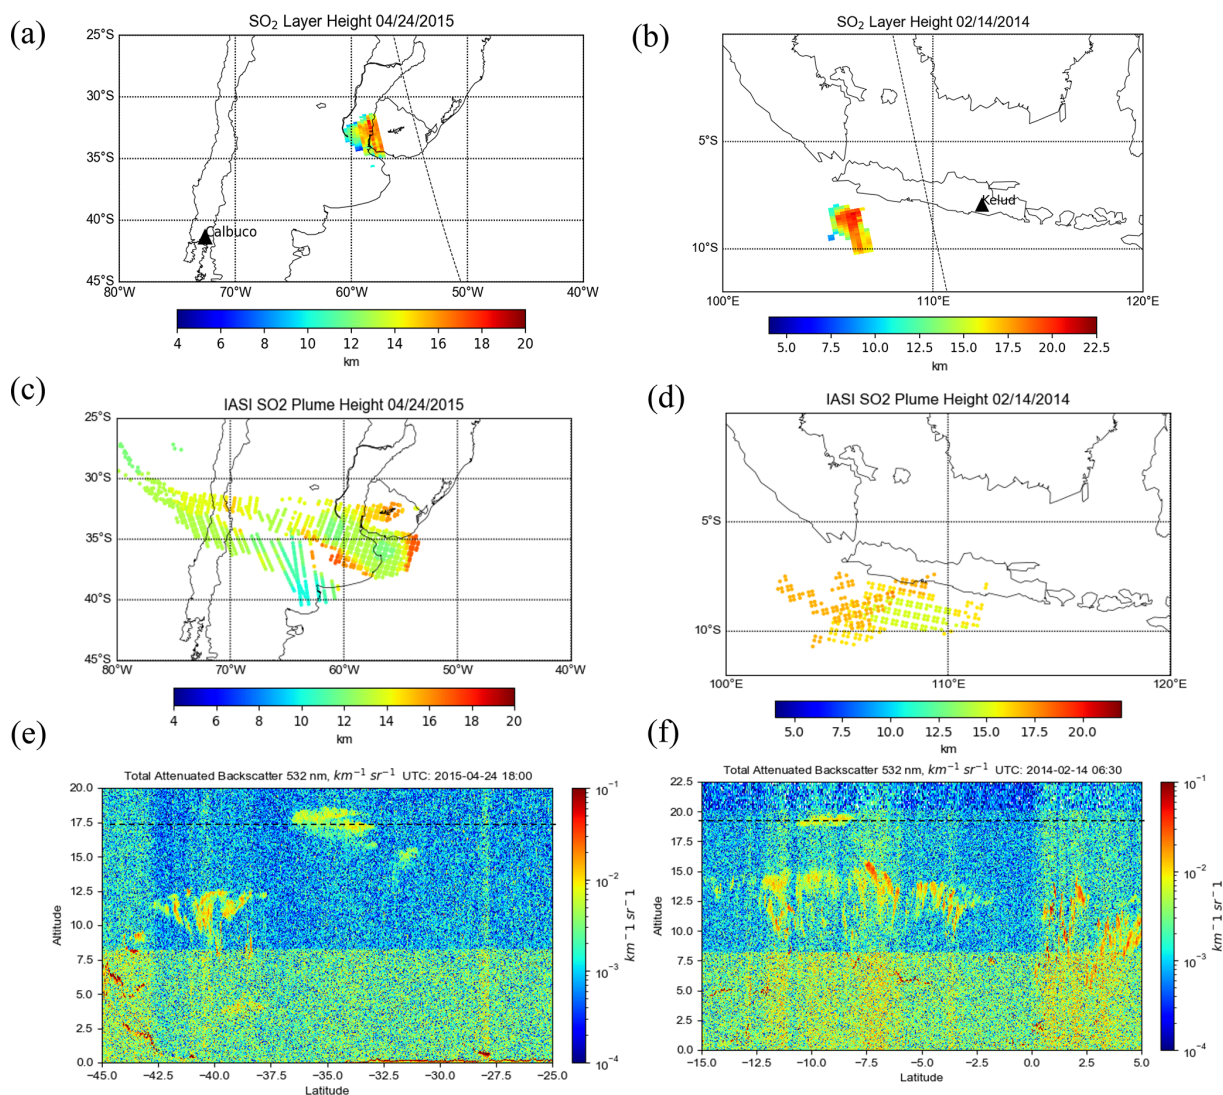 (a)
SO₂ Layer Height 04/24/2015
25°S
30°S
35°S
40°S
45°S
Calbuco
80°W 70°W 60°W 50°W 40°W
4 6 8 10 12 14 16 18 20
km
(b)
SO₂ Layer Height 02/14/2014
5°S
10°S
Kelud
100°E 110°E 120°E
5.0 7.5 10.0 12.5 15.0 17.5 20.0 22.5
km
(c)
IASI SO2 Plume Height 04/24/2015
25°S
30°S
35°S
40°S
45°S
80°W 70°W 60°W 50°W 40°W
4 6 8 10 12 14 16 18 20
km
(d)
IASI SO2 Plume Height 02/14/2014
5°S
10°S
100°E 110°E 120°E
5.0 7.5 10.0 12.5 15.0 17.5 20.0
km
(e)
Total Attenuated Backscatter 532 nm, km⁻¹ sr⁻¹ UTC: 2015-04-24 18:00
20.0
17.5
15.0
12.5
10.0
7.5
5.0
2.5
0.0
Altitude
−45.0 −42.5 −40.0 −37.5 −35.0 −32.5 −30.0 −27.5 −25.0
Latitude
10⁻¹
10⁻²
10⁻³
10⁻⁴
km⁻¹ sr⁻¹
(f)
Total Attenuated Backscatter 532 nm, km⁻¹ sr⁻¹ UTC: 2014-02-14 06:30
22.5
20.0
17.5
15.0
12.5
10.0
7.5
5.0
2.5
0.0
Altitude
−15.0 −12.5 −10.0 −7.5 −5.0 −2.5 0.0 2.5 5.0
Latitude
10⁻¹
10⁻²
10⁻³
10⁻⁴
km⁻¹ sr⁻¹